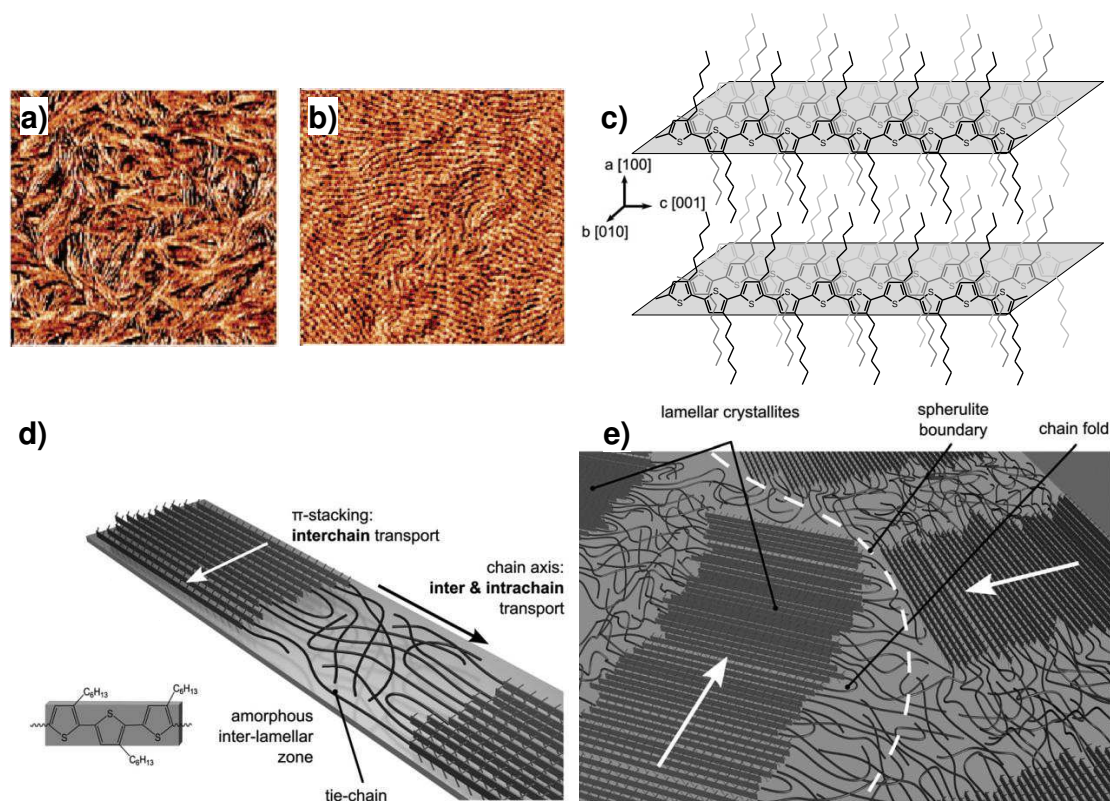 a)
b)
c)
a [100]
c [001]
b [010]
d)
π-stacking:
interchain transport
chain axis:
inter & intrachain
transport
C₆H₁₃
C₆H₁₃
S
S
S
C₆H₁₃
amorphous
inter-lamellar
zone
tie-chain
e)
lamellar crystallites
spherulite
boundary
chain fold